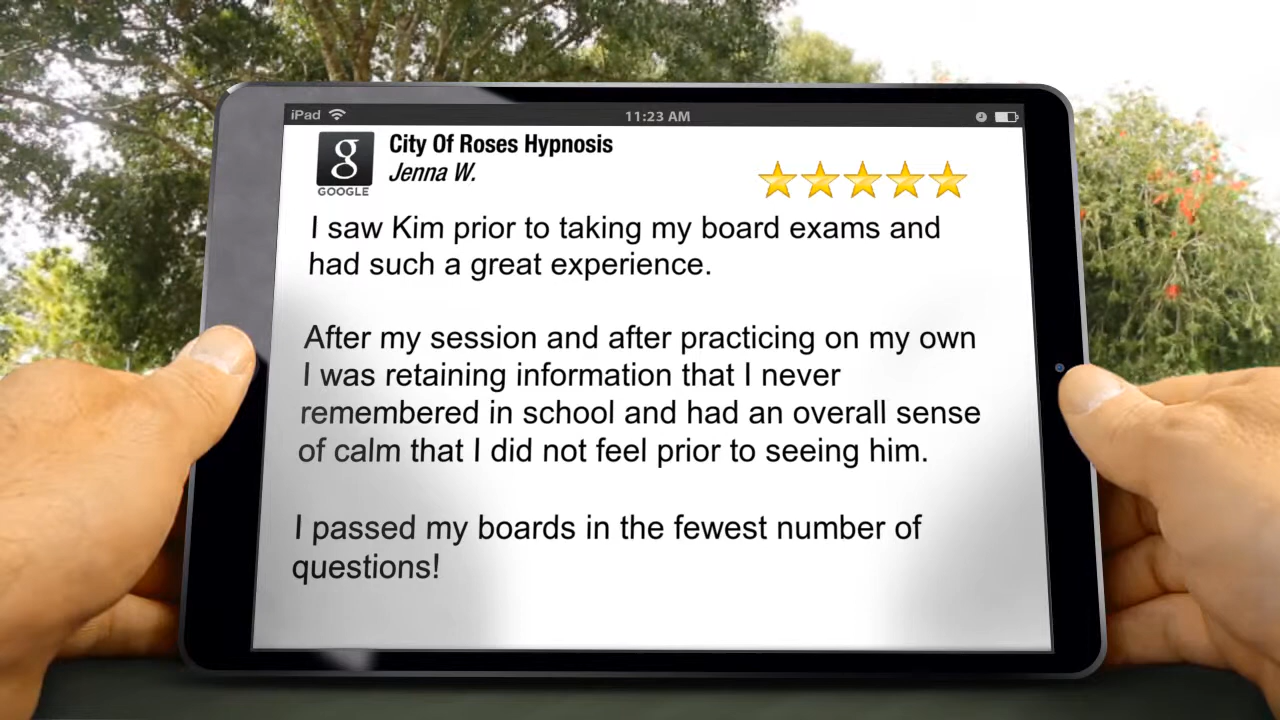 iPad 11:23 AM
g
GOOGLE
City Of Roses Hypnosis
Jenna W.
I saw Kim prior to taking my board exams and
had such a great experience.
After my session and after practicing on my own
I was retaining information that I never
remembered in school and had an overall sense
of calm that I did not feel prior to seeing him.
I passed my boards in the fewest number of
questions!